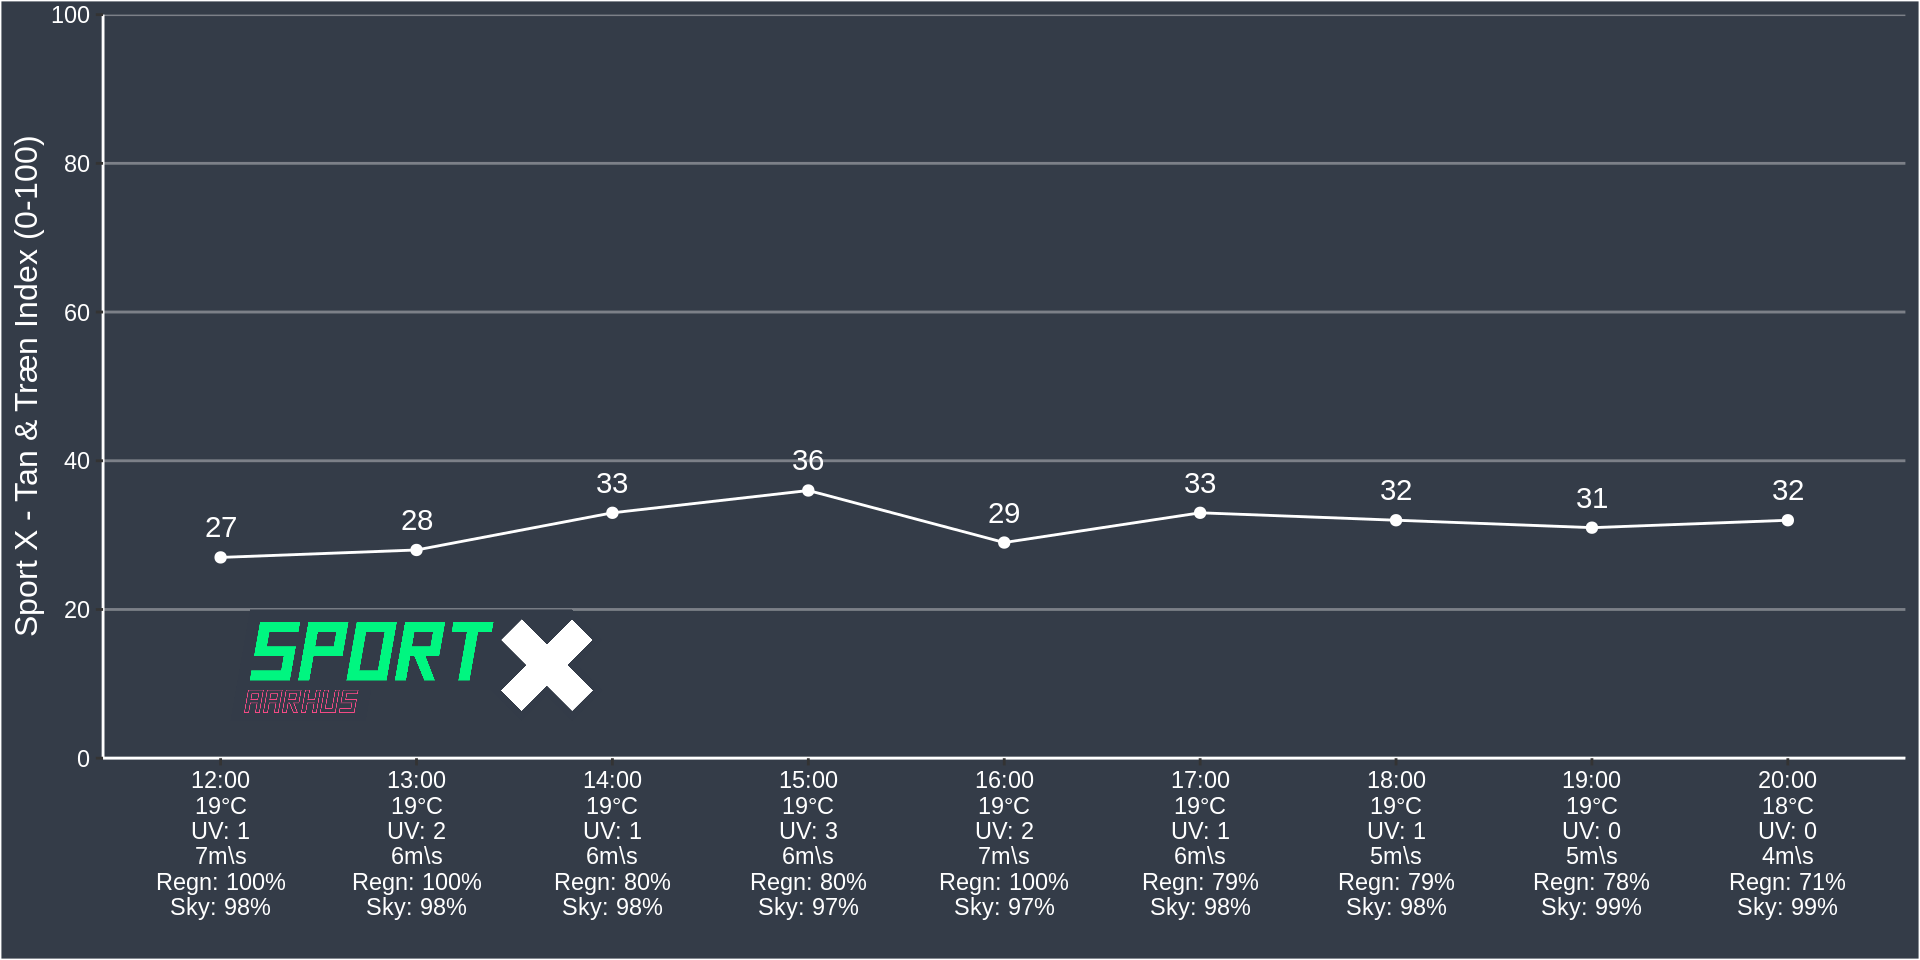 Sport X - Tan & Træn Index (0-100)
100
80
60
40
20
0
27
28
33
36
29
33
32
31
32
SPORT X
AARHUS
12:00
19°C
UV: 1
7m\s
Regn: 100%
Sky: 98%
13:00
19°C
UV: 2
6m\s
Regn: 100%
Sky: 98%
14:00
19°C
UV: 1
6m\s
Regn: 80%
Sky: 98%
15:00
19°C
UV: 3
6m\s
Regn: 80%
Sky: 97%
16:00
19°C
UV: 2
7m\s
Regn: 100%
Sky: 97%
17:00
19°C
UV: 1
6m\s
Regn: 79%
Sky: 98%
18:00
19°C
UV: 1
5m\s
Regn: 79%
Sky: 98%
19:00
19°C
UV: 0
5m\s
Regn: 78%
Sky: 99%
20:00
18°C
UV: 0
4m\s
Regn: 71%
Sky: 99%